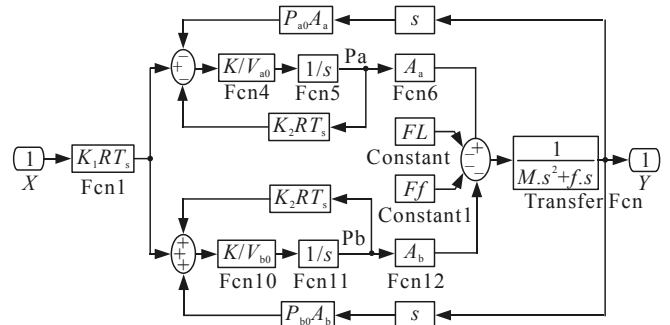 P_{a0}A_a s
− + −
K/V_{a0} 1/s Pa A_a
Fcn4 Fcn5 Fcn6
K_2RT_s
FL
Constant
1 K_1RT_s
X Fcn1
− + − −
1
M.s^2+f.s
Transfer Fcn
1
Y
Ff
Constant1
K_2RT_s
+ + +
K/V_{b0} 1/s Pb A_b
Fcn10 Fcn11 Fcn12
P_{b0}A_b s